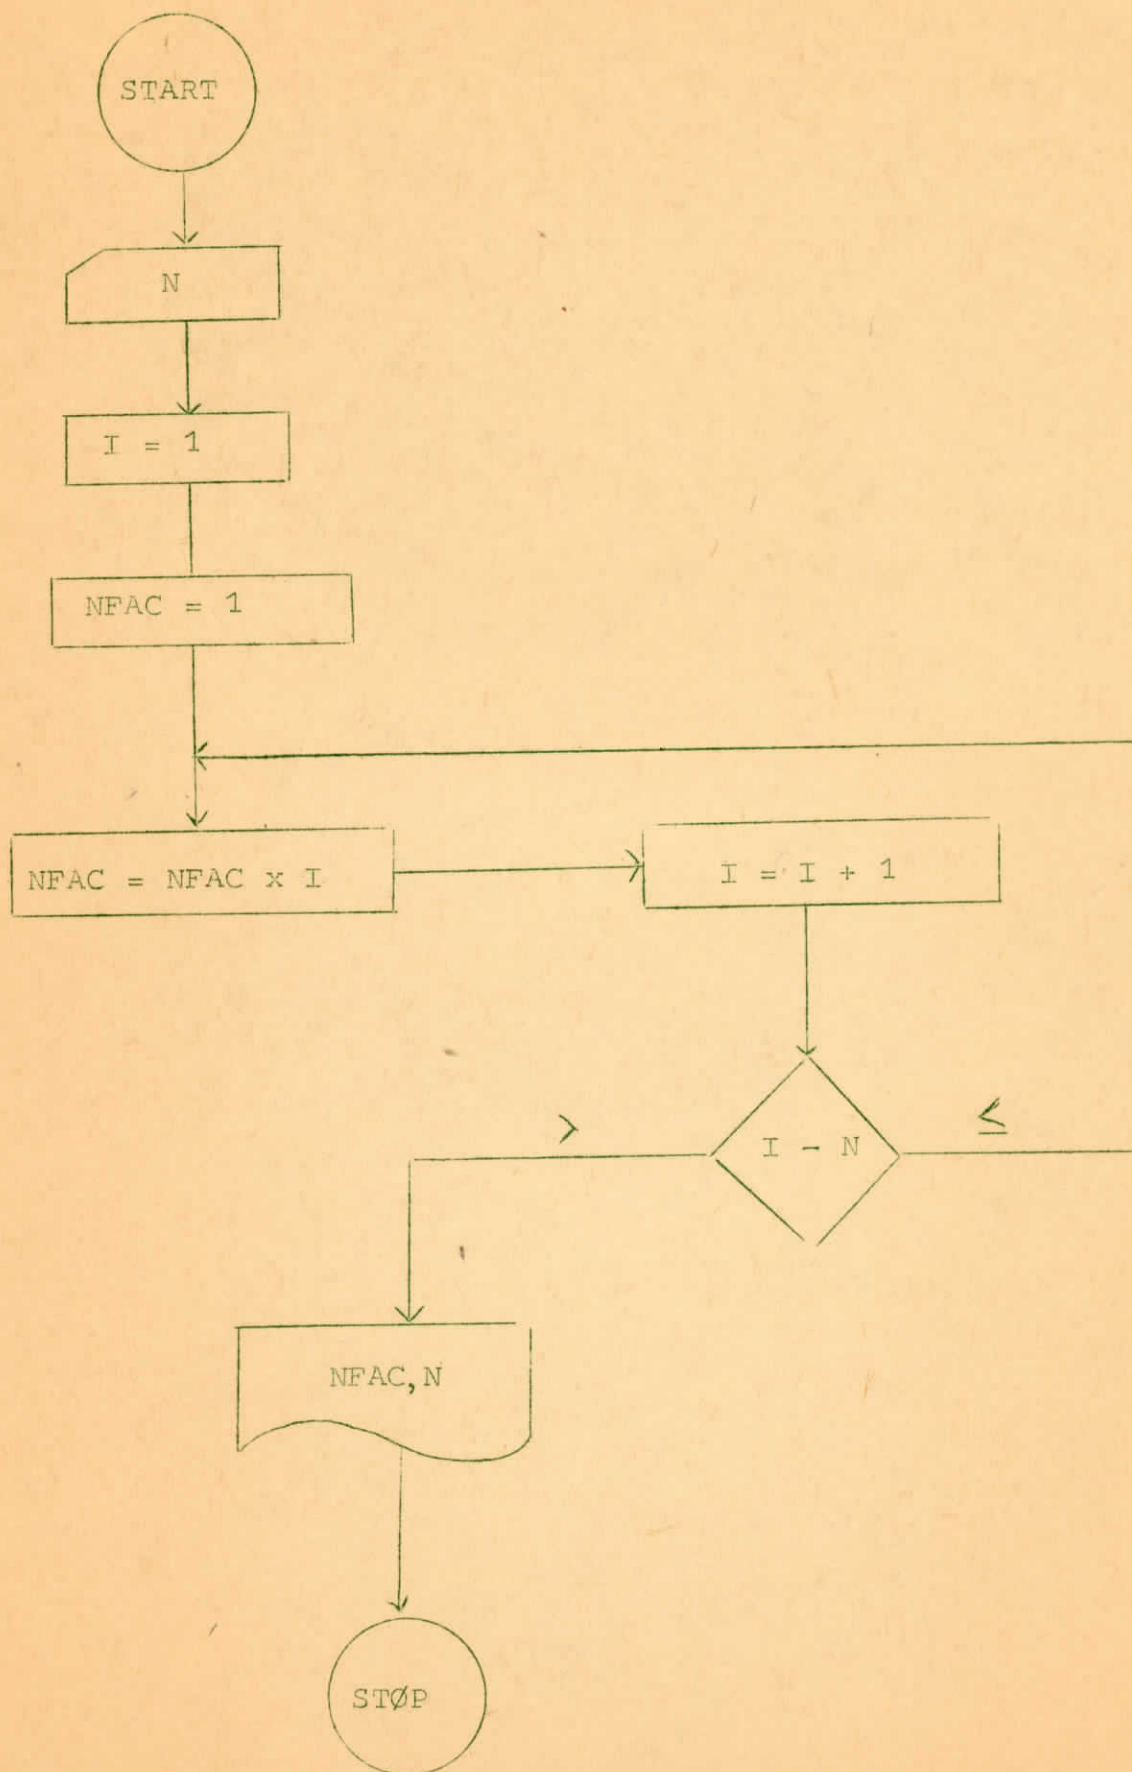 START
N
I = 1
NFAC = 1
NFAC = NFAC x I
I = I + 1
I - N
>
≤
NFAC, N
STØP